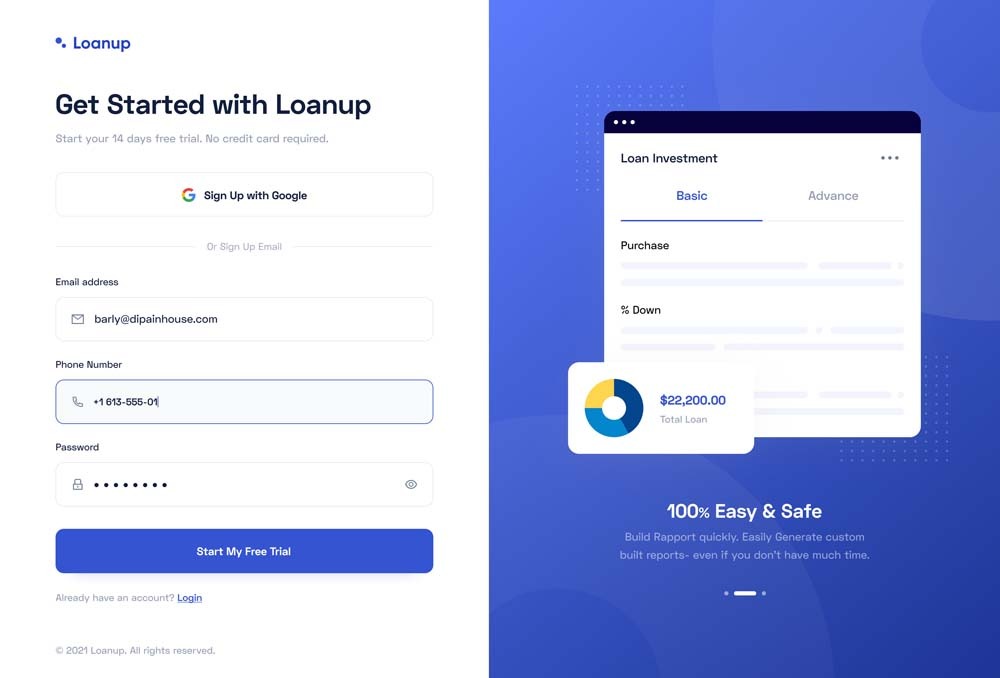 Loanup
Get Started with Loanup
Start your 14 days free trial. No credit card required.
Sign Up with Google
Or Sign Up Email
Email address
barly@dipainhouse.com
Phone Number
+1 613-555-01
Password
Start My Free Trial
Already have an account? Login
© 2021 Loanup. All rights reserved.
Loan Investment
Basic
Advance
Purchase
% Down
$22,200.00
Total Loan
100% Easy & Safe
Build Rapport quickly. Easily Generate custom
built reports- even if you don't have much time.